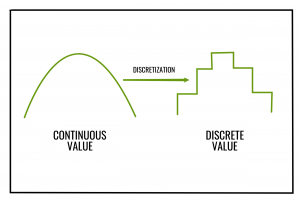 DISCRETIZATION
CONTINUOUS
VALUE
DISCRETE
VALUE